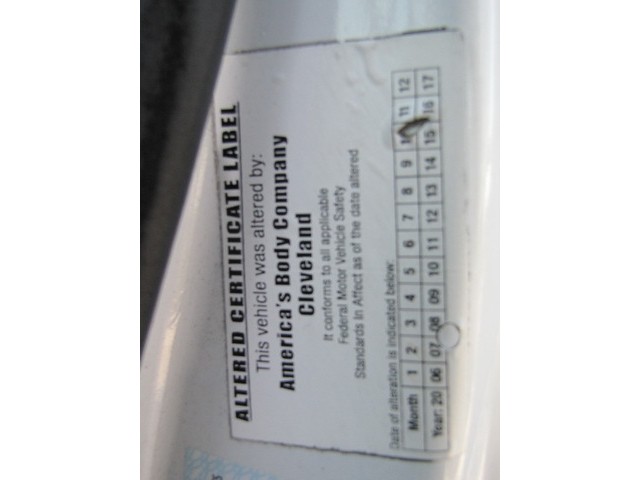 ALTERED CERTIFICATE LABEL
This vehicle was altered by:
America's Body Company
Cleveland
It conforms to all applicable
Federal Motor Vehicle Safety
Standards In Affect as of the date altered
Date of alteration is indicated below:
Month 1 2 3 4 5 6 7 8 9 10 11 12
Year: 20 06 07 08 09 10 11 12 13 14 15 16 17